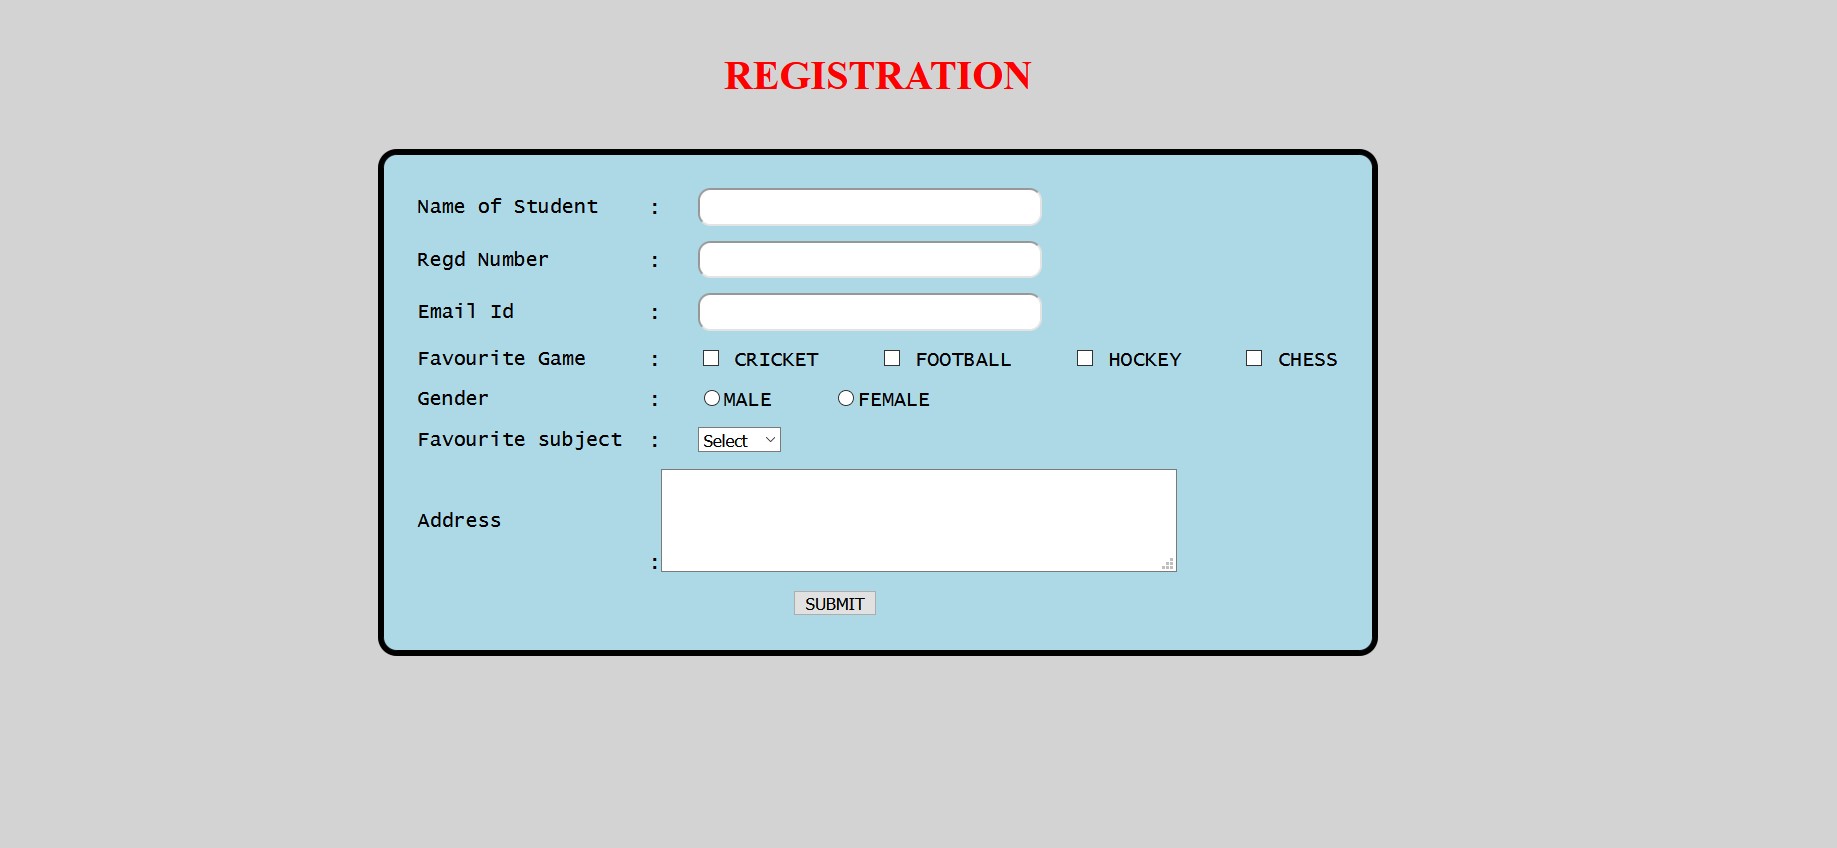 REGISTRATION
Name of Student :
Regd Number :
Email Id :
Favourite Game : CRICKET FOOTBALL HOCKEY CHESS
Gender : MALE FEMALE
Favourite subject : Select
Address :
SUBMIT